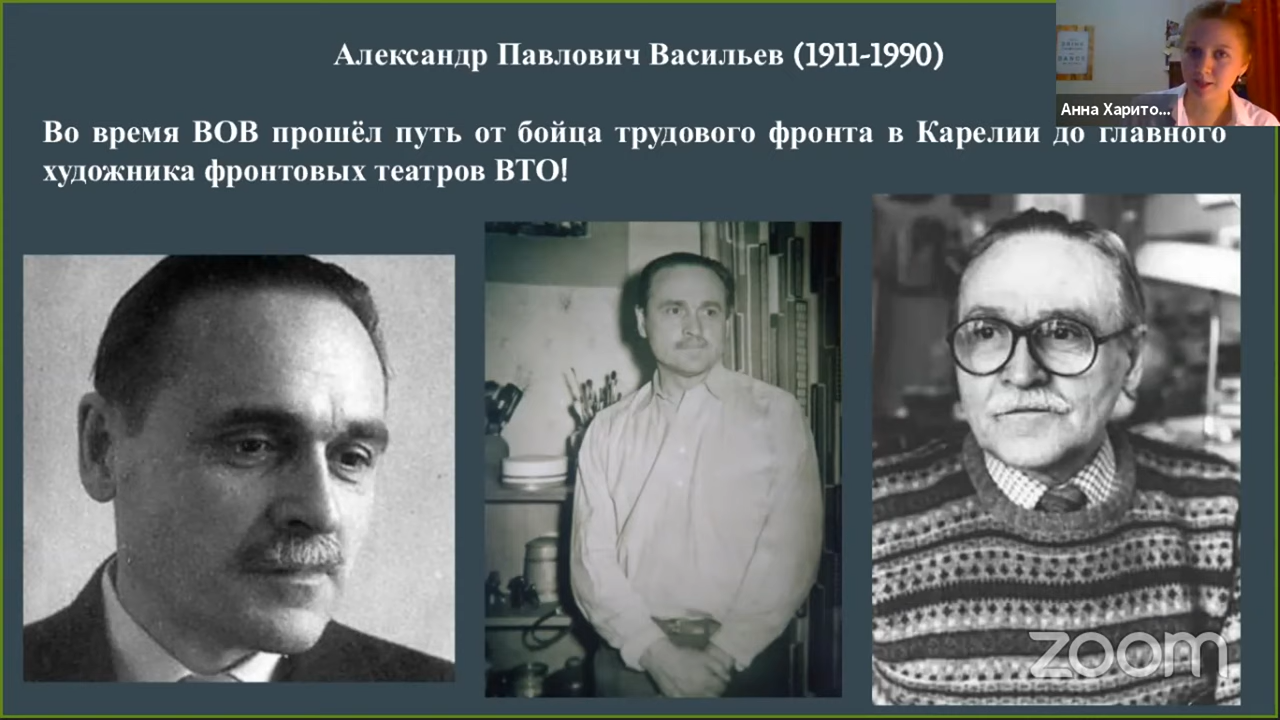 Александр Павлович Васильев (1911-1990)
Анна Харито...
Во время ВОВ прошёл путь от бойца трудового фронта в Карелии до главного
художника фронтовых театров ВТО!
zoom